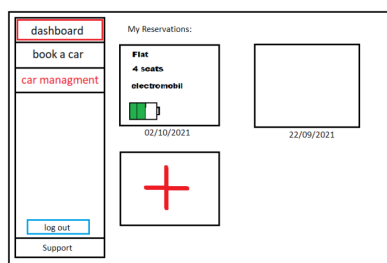 dashboard
book a car
car managment
log out
Support
My Reservations:
Fiat
4 seats
electromobil
02/10/2021
22/09/2021